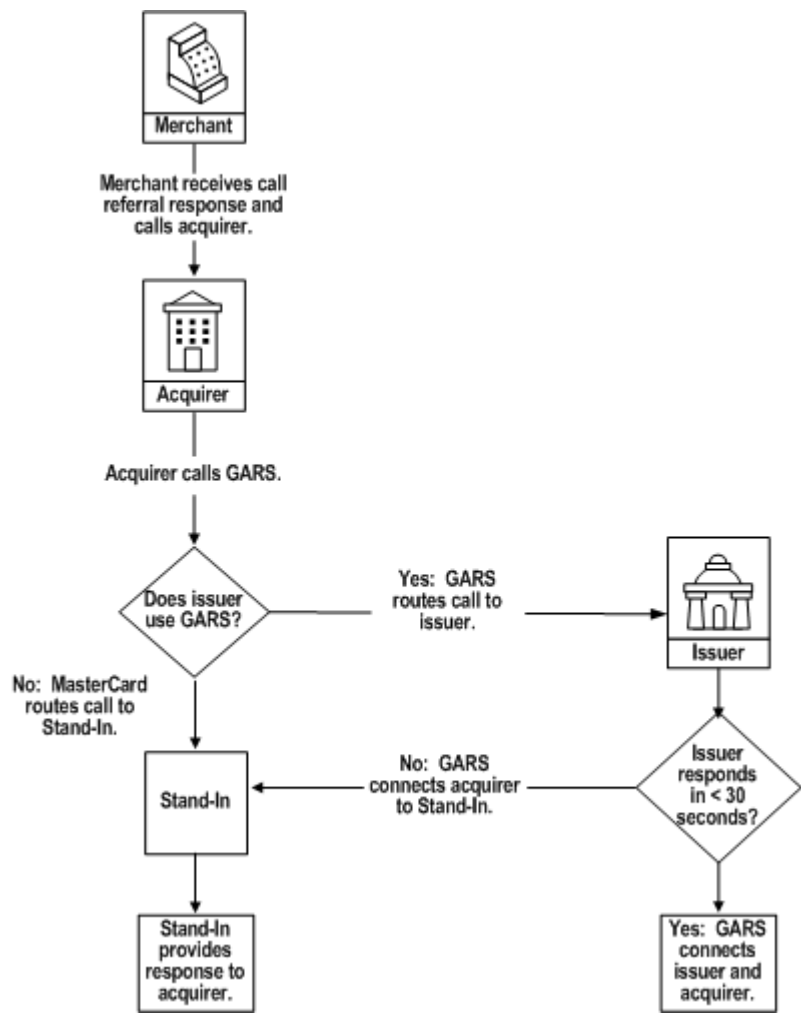 Merchant
Merchant receives call
referral response and
calls acquirer.
Acquirer
Acquirer calls GARS.
Does issuer
use GARS?
Yes: GARS
routes call to
issuer.
Issuer
No: MasterCard
routes call to
Stand-In.
Stand-In
No: GARS
connects acquirer
to Stand-In.
Issuer
responds
in < 30
seconds?
Stand-In
provides
response to
acquirer.
Yes: GARS
connects
issuer and
acquirer.